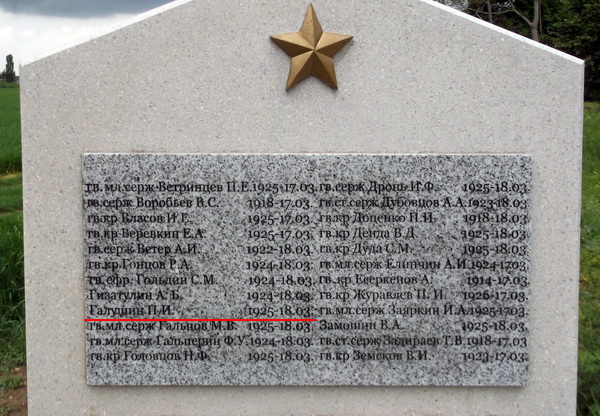 гв.мл.серж Ветринцев П.Е.1925-17.03.
гв.серж Воробьев В.С. 1918-17.03.
гв.кр Власов И.Г. 1925-17.03.
гв.кр Веревкин Е.А. 1925-17.03.
гв.серж Ветер А.И. 1922-18.03.
гв.кр Гонцов Р.А. 1924-18.03.
гв.ефр. Гольдин С.М. 1924-18.03.
Гизатулин А.Б. 1924-18.03.
Галушин П.И. 1925-18.03.
гв.мл.серж Гальцов М.В. 1925-18.03.
гв.мл.серж Гальперин Ф.У.1924-18.03.
гв.кр Головцов Н.Ф. 1925-18.03.
гв.серж Дрошь И.Ф. 1925-18.03.
гв.ст.серж Дубовцов А.А.1923-18.03.
гв.кр Доценко П.И. 1918-18.03.
гв.кр Денда В.Д 1925-18.03.
гв.кр Дуда С.М. 1925-18.03.
гв.мл.серж Елинчин А.И.1924-17.03.
гв.кр Есеркенов А. 1914-17.03.
гв.кр Журавлев П.И. 1926-17.03.
гв.мл.серж Заяркин И.А.1925-17.03.
Замошин В.А. 1925-18.03.
гв.ст.серж Задираев Т.В.1918-17.03
гв.кр Земсков В.И. 1923-17.03.